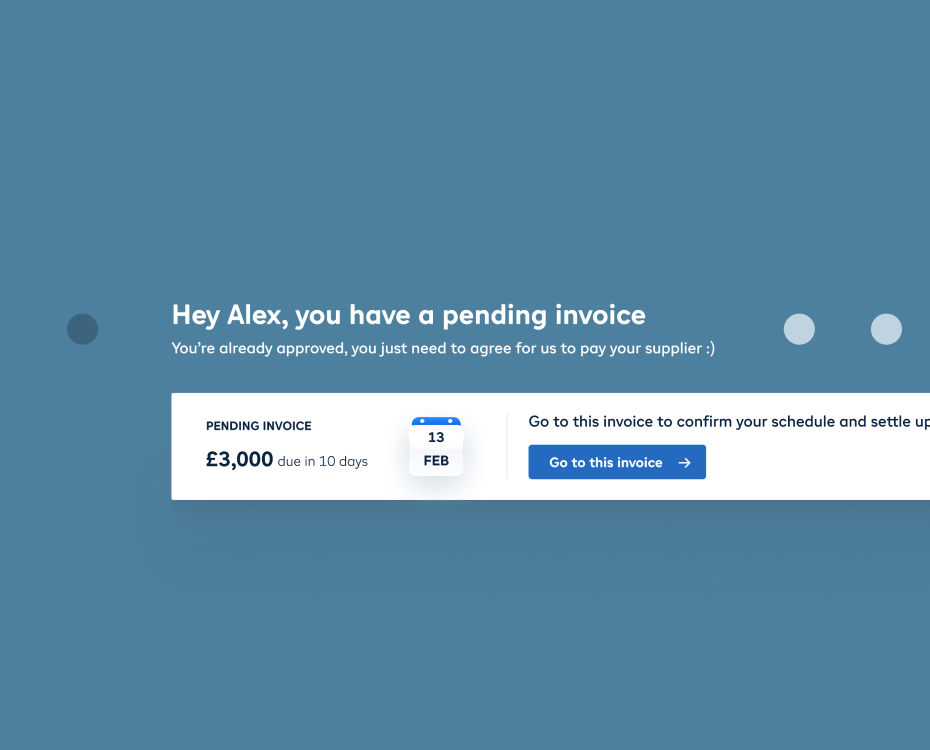 Hey Alex, you have a pending invoice
You’re already approved, you just need to agree for us to pay your supplier :)
PENDING INVOICE
£3,000 due in 10 days
13
FEB
Go to this invoice to confirm your schedule and settle up
Go to this invoice →